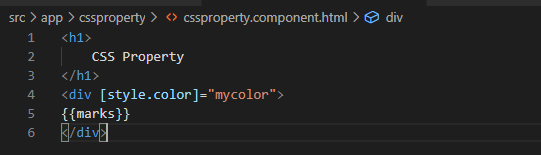 src > app > cssproperty > <> cssproperty.component.html > div
1 <h1>
2 CSS Property
3 </h1>
4 <div [style.color]="mycolor">
5 {{marks}}
6 </div>